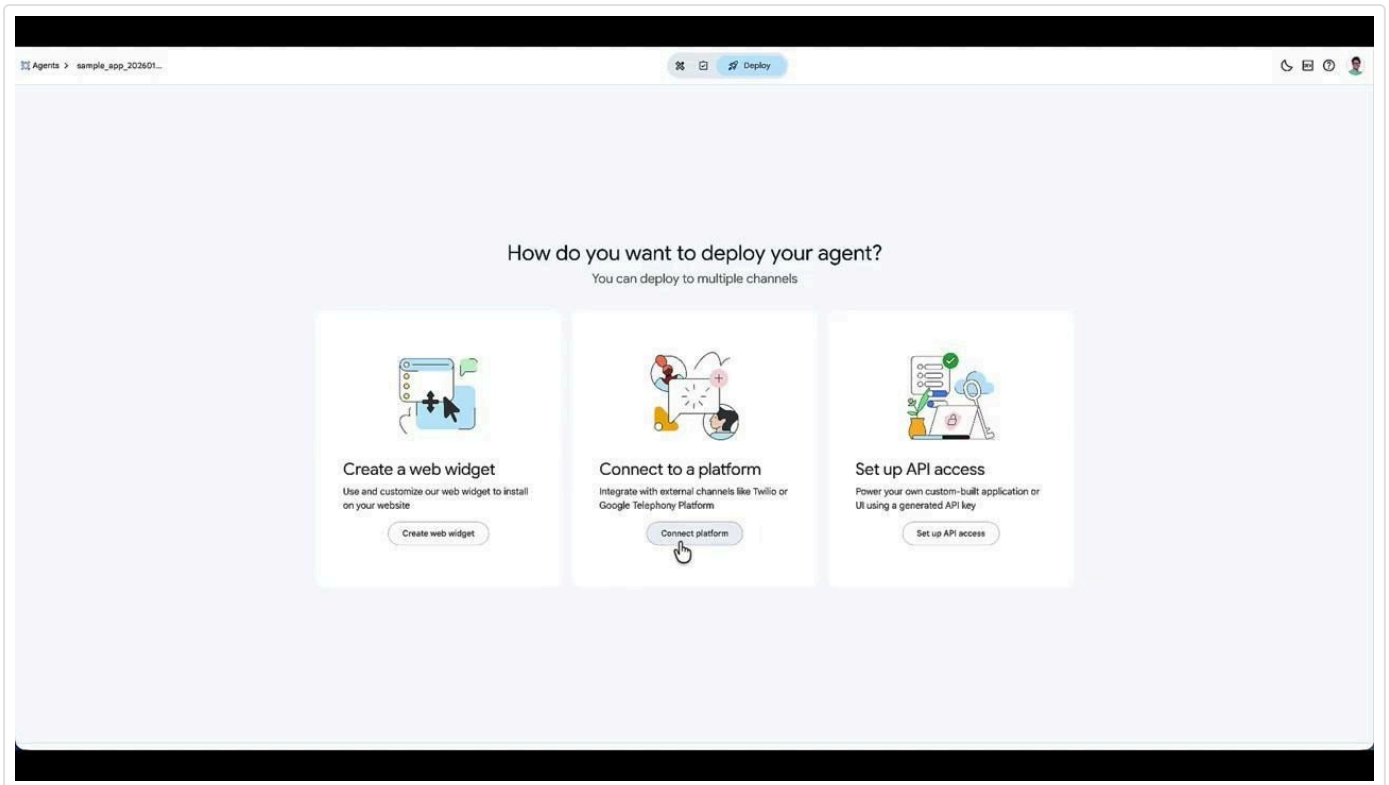 Agents > sample_app_202601...
Deploy
How do you want to deploy your agent?
You can deploy to multiple channels
Create a web widget
Use and customize our web widget to install
on your website
Create web widget
Connect to a platform
Integrate with external channels like Twilio or
Google Telephony Platform
Connect platform
Set up API access
Power your own custom-built application or
UI using a generated API key
Set up API access